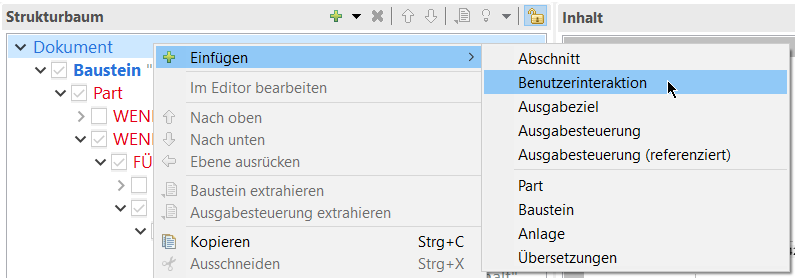 Strukturbaum
Inhalt
Dokument
Baustein "
Part
WEN
WEN
FÜ
Einfügen
Im Editor bearbeiten
Nach oben
Nach unten
Ebene ausrücken
Baustein extrahieren
Ausgabesteuerung extrahieren
Kopieren Strg+C
Ausschneiden Strg+X
Abschnitt
Benutzerinteraktion
Ausgabeziel
Ausgabesteuerung
Ausgabesteuerung (referenziert)
Part
Baustein
Anlage
Übersetzungen